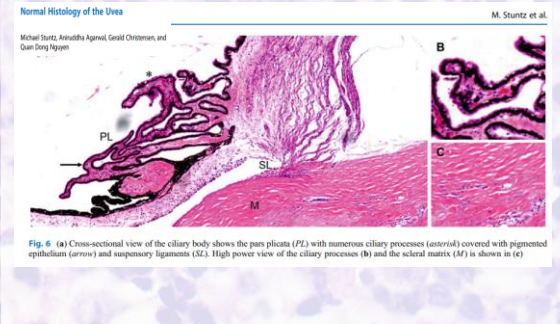 Normal Histology of the Uvea
M. Stuntz et al.
Michael Stuntz, Aniruddha Agarwal, Gerald Christensen, and
Quan Dong Nguyen
*
PL
SL
M
B
C
Fig. 6 (a) Cross-sectional view of the ciliary body shows the pars plicata (PL) with numerous ciliary processes (asterisk) covered with pigmented
epithelium (arrow) and suspensory ligaments (SL). High power view of the ciliary processes (b) and the scleral matrix (M) is shown in (c)